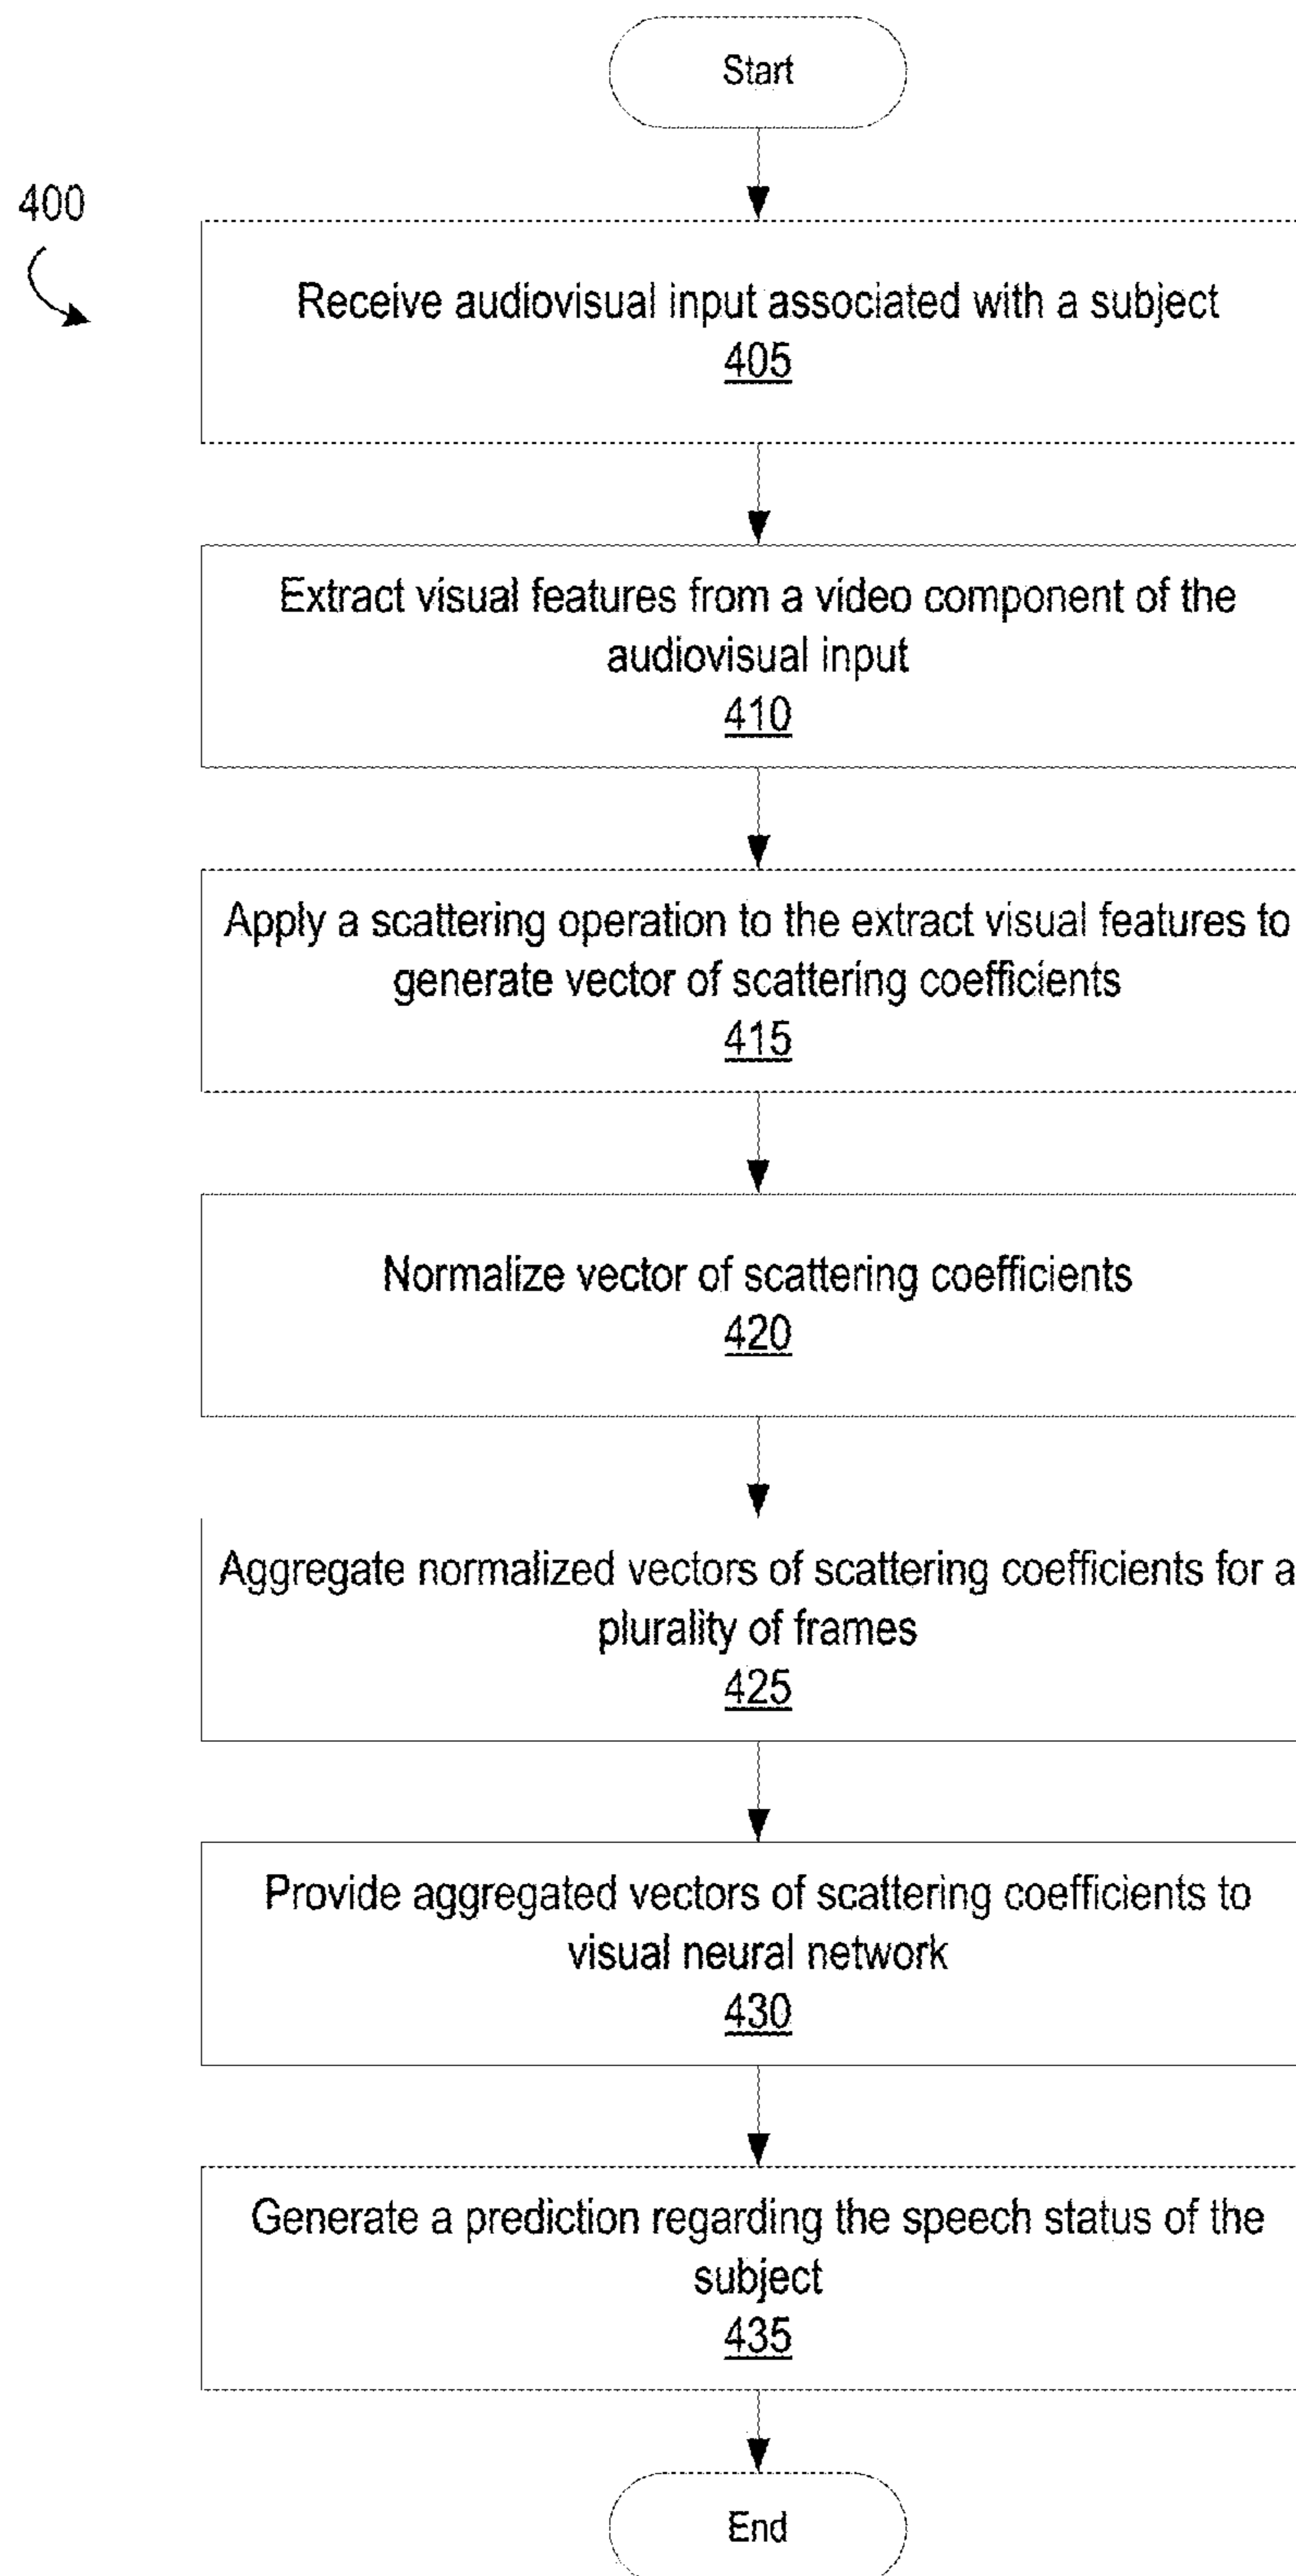 Start
400
Receive audiovisual input associated with a subject
405
Extract visual features from a video component of the
audiovisual input
410
Apply a scattering operation to the extract visual features to
generate vector of scattering coefficients
415
Normalize vector of scattering coefficients
420
Aggregate normalized vectors of scattering coefficients for a
plurality of frames
425
Provide aggregated vectors of scattering coefficients to
visual neural network
430
Generate a prediction regarding the speech status of the
subject
435
End